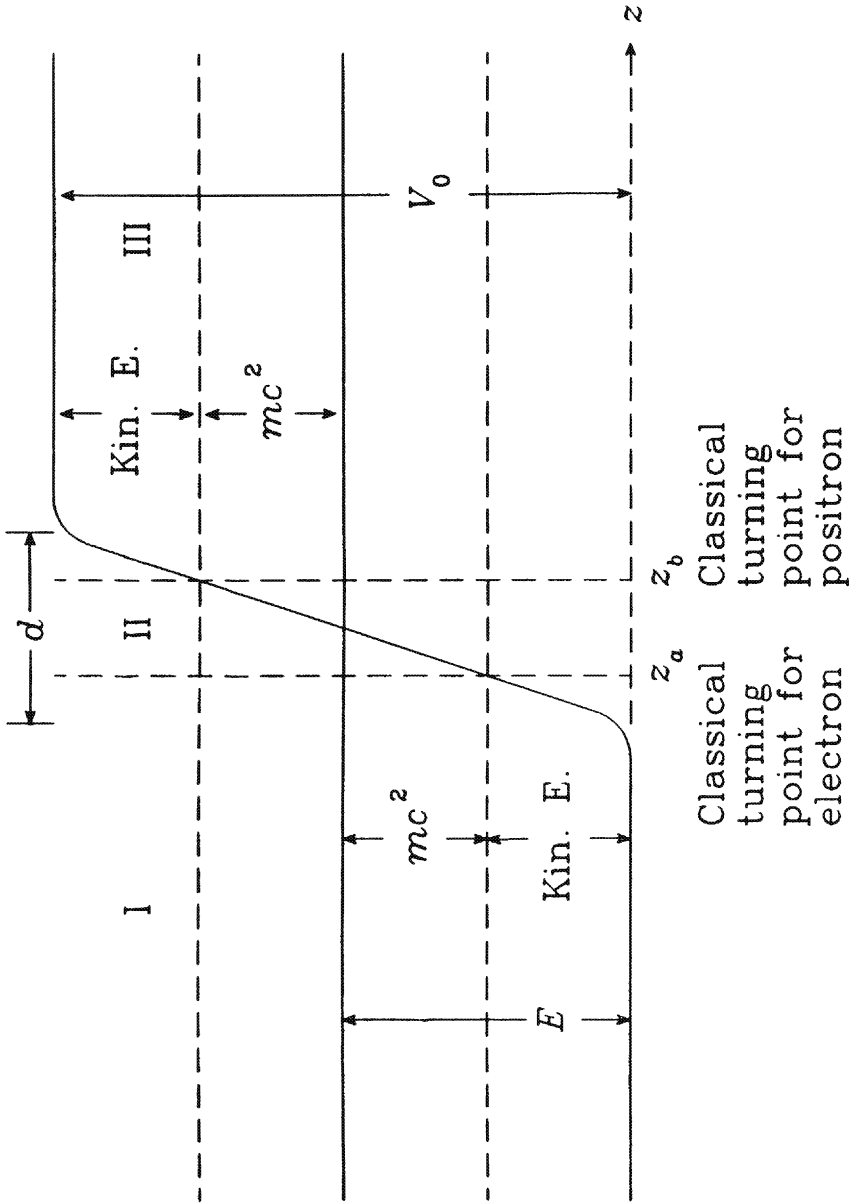 d
I
II
III
Kin. E.
mc²
V₀
mc²
Kin. E.
E
z
z_a
z_b
Classical
turning
point for
electron
Classical
turning
point for
positron